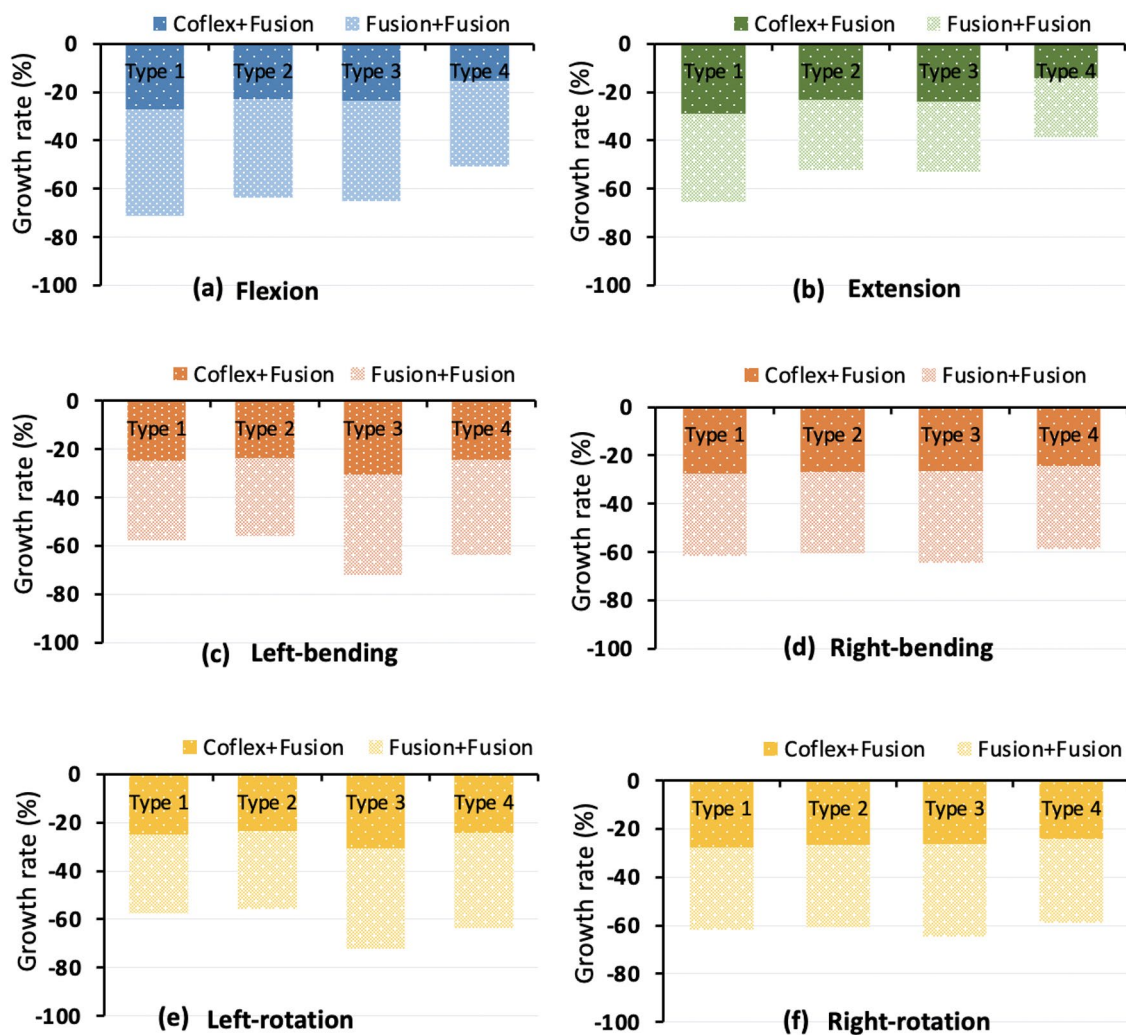 Coflex+Fusion Fusion+Fusion
Growth rate (%)
0
-20
-40
-60
-80
-100
Type 1 Type 2 Type 3 Type 4
(a) Flexion
Coflex+Fusion Fusion+Fusion
Growth rate (%)
0
-20
-40
-60
-80
-100
Type 1 Type 2 Type 3 Type 4
(b) Extension
Coflex+Fusion Fusion+Fusion
Growth rate (%)
0
-20
-40
-60
-80
-100
Type 1 Type 2 Type 3 Type 4
(c) Left-bending
Coflex+Fusion Fusion+Fusion
Growth rate (%)
0
-20
-40
-60
-80
-100
Type 1 Type 2 Type 3 Type 4
(d) Right-bending
Coflex+Fusion Fusion+Fusion
Growth rate (%)
0
-20
-40
-60
-80
-100
Type 1 Type 2 Type 3 Type 4
(e) Left-rotation
Coflex+Fusion Fusion+Fusion
Growth rate (%)
0
-20
-40
-60
-80
-100
Type 1 Type 2 Type 3 Type 4
(f) Right-rotation